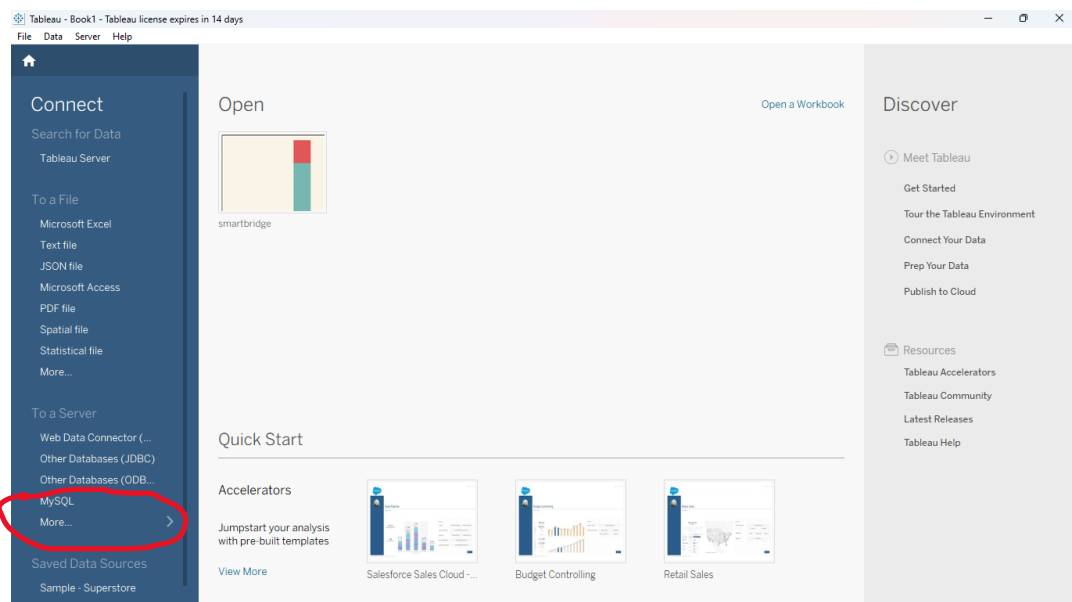 Tableau - Book1 - Tableau license expires in 14 days
File Data Server Help
Connect
Search for Data
Tableau Server
To a File
Microsoft Excel
Text file
JSON file
Microsoft Access
PDF file
Spatial file
Statistical file
More...
To a Server
Web Data Connector (...
Other Databases (JDBC)
Other Databases (ODB...
MySQL
More...
Saved Data Sources
Sample - Superstore
Open
Open a Workbook
smartbridge
Quick Start
Accelerators
Jumpstart your analysis
with pre-built templates
View More
Salesforce Sales Cloud -...
Budget Controlling
Retail Sales
Discover
Meet Tableau
Get Started
Tour the Tableau Environment
Connect Your Data
Prep Your Data
Publish to Cloud
Resources
Tableau Accelerators
Tableau Community
Latest Releases
Tableau Help